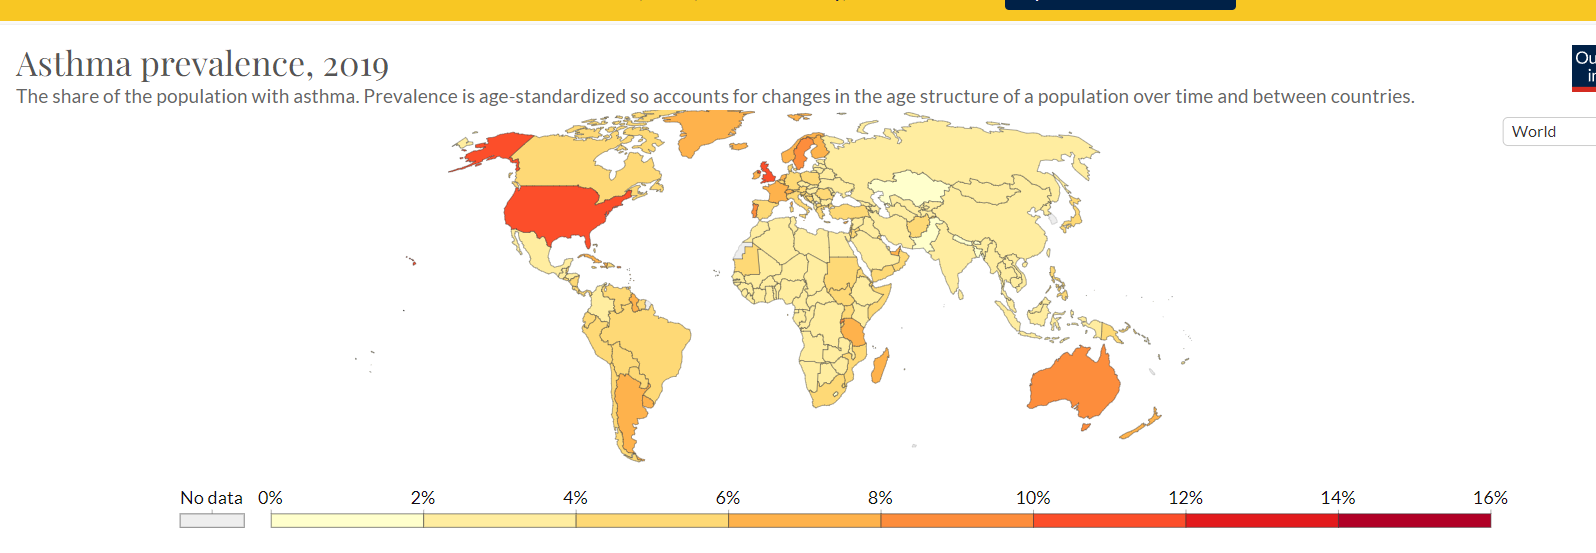 Asthma prevalence, 2019
Ou
in
The share of the population with asthma. Prevalence is age-standardized so accounts for changes in the age structure of a population over time and between countries.
World
No data 0% 2% 4% 6% 8% 10% 12% 14% 16%